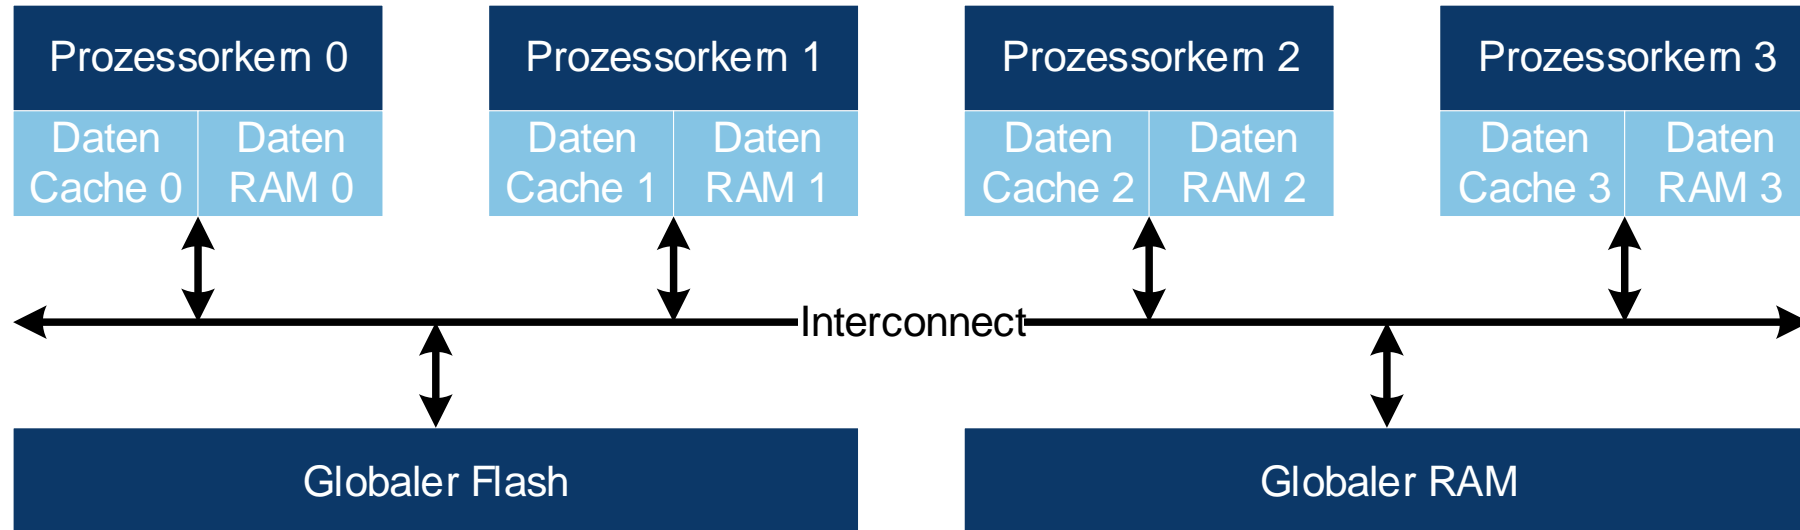 Prozessorkern 0
Prozessorkern 1
Prozessorkern 2
Prozessorkern 3
Daten
Cache 0
Daten
RAM 0
Daten
Cache 1
Daten
RAM 1
Daten
Cache 2
Daten
RAM 2
Daten
Cache 3
Daten
RAM 3
Interconnect
Globaler Flash
Globaler RAM